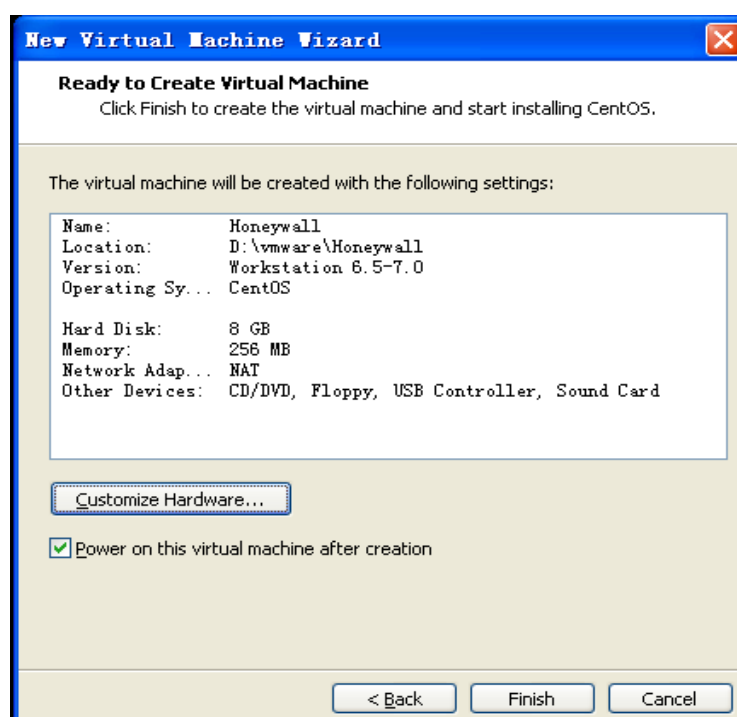 New Virtual Machine Wizard
Ready to Create Virtual Machine
Click Finish to create the virtual machine and start installing CentOS.
The virtual machine will be created with the following settings:
Name: Honeywall
Location: D:\vmware\Honeywall
Version: Workstation 6.5-7.0
Operating Sy... CentOS
Hard Disk: 8 GB
Memory: 256 MB
Network Adap... NAT
Other Devices: CD/DVD, Floppy, USB Controller, Sound Card
Customize Hardware...
Power on this virtual machine after creation
< Back Finish Cancel